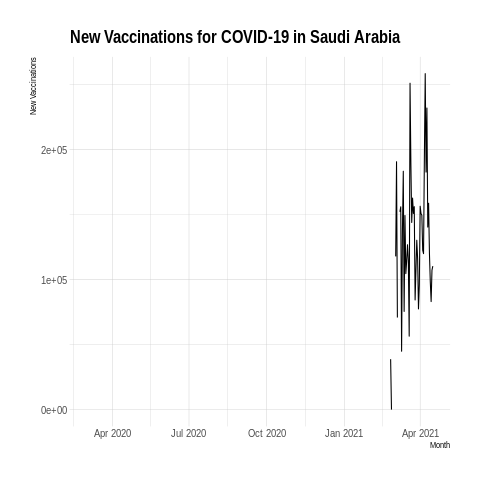 New Vaccinations for COVID-19 in Saudi Arabia
New Vaccinations
2e+05
1e+05
0e+00
Apr 2020 Jul 2020 Oct 2020 Jan 2021 Apr 2021
Month